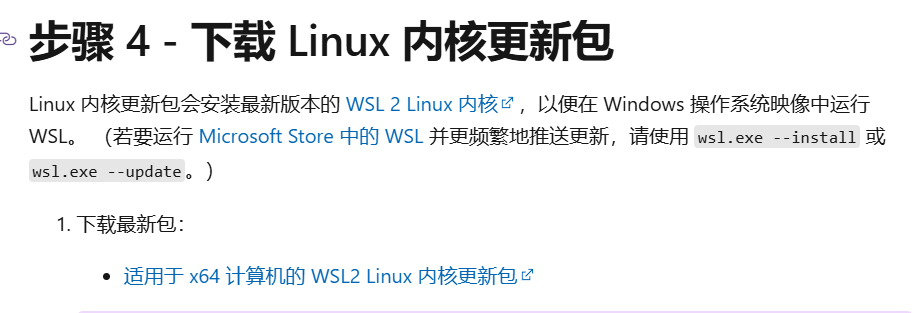 步骤 4 - 下载 Linux 内核更新包
Linux 内核更新包会安装最新版本的 WSL 2 Linux 内核，以便在 Windows 操作系统映像中运行
WSL。 （若要运行 Microsoft Store 中的 WSL 并更频繁地推送更新，请使用 wsl.exe --install 或
wsl.exe --update。）
1. 下载最新包：
• 适用于 x64 计算机的 WSL2 Linux 内核更新包